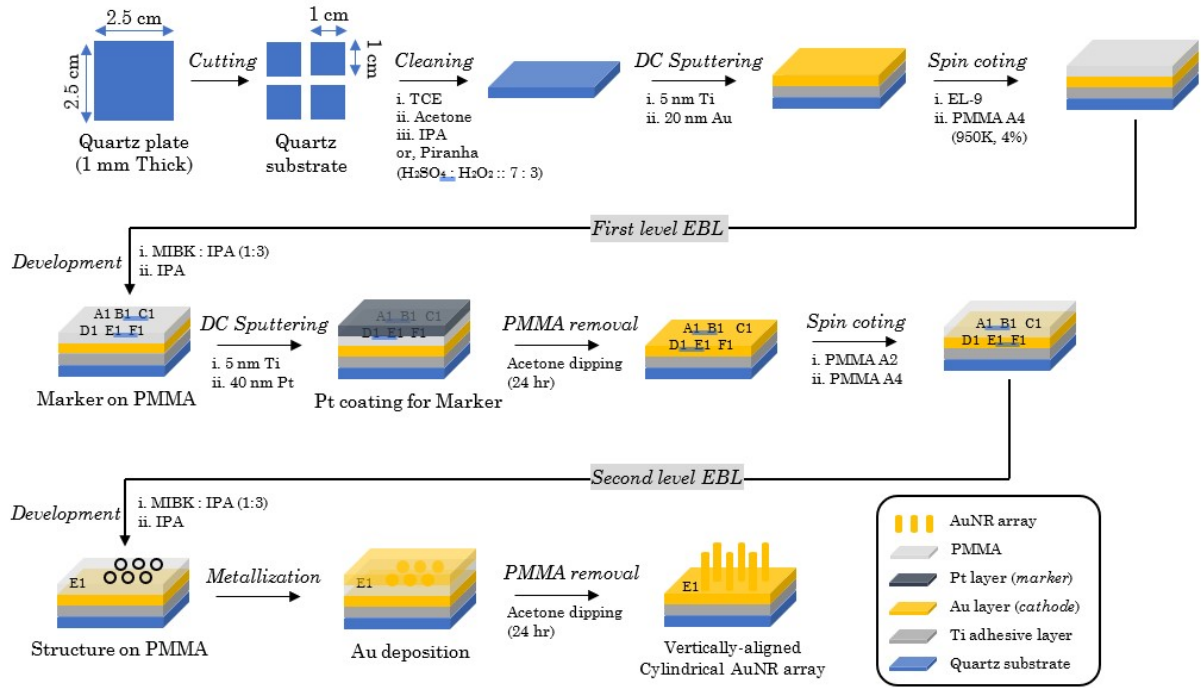 2.5 cm
2.5 cm
Quartz plate
(1 mm Thick)
Cutting
1 cm
1 cm
Quartz
substrate
Cleaning
i. TCE
ii. Acetone
iii. IPA
or, Piranha
(H₂SO₄ : H₂O₂ :: 7 : 3)
DC Sputtering
i. 5 nm Ti
ii. 20 nm Au
Spin coting
i. EL-9
ii. PMMA A4
(950K, 4%)
First level EBL
Development
i. MIBK : IPA (1:3)
ii. IPA
A1 B1 C1
D1 E1 F1
Marker on PMMA
DC Sputtering
i. 5 nm Ti
ii. 40 nm Pt
A1 B1 C1
D1 E1 F1
Pt coating for Marker
PMMA removal
Acetone dipping
(24 hr)
A1 B1 C1
D1 E1 F1
Spin coting
i. PMMA A2
ii. PMMA A4
A1 B1 C1
D1 E1 F1
Second level EBL
Development
i. MIBK : IPA (1:3)
ii. IPA
E1
Structure on PMMA
Metallization
E1
Au deposition
PMMA removal
Acetone dipping
(24 hr)
E1
Vertically-aligned
Cylindrical AuNR array
AuNR array
PMMA
Pt layer (marker)
Au layer (cathode)
Ti adhesive layer
Quartz substrate